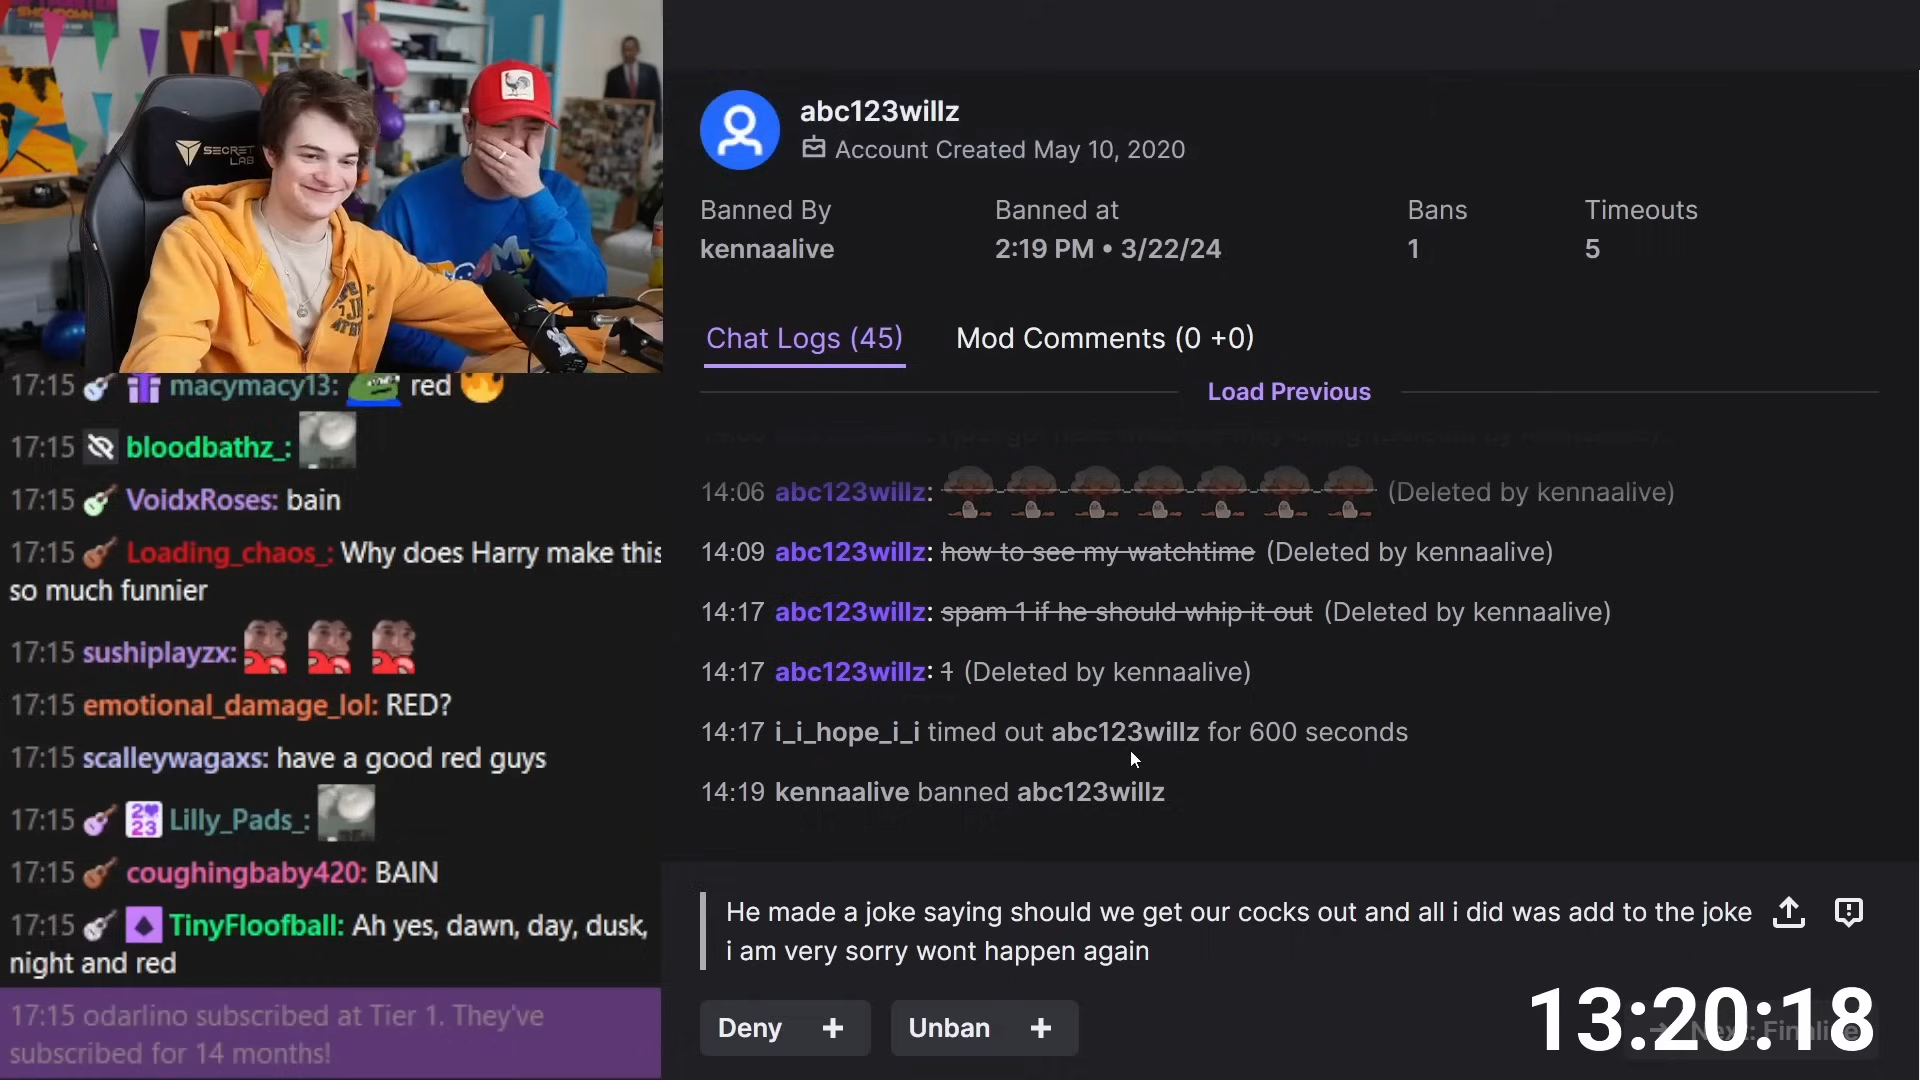 SECRET
LAB
17:15 macymacy13: red
17:15 bloodbathz_:
17:15 VoidxRoses: bain
17:15 Loading_chaos_: Why does Harry make this
so much funnier
17:15 sushiplayzx:
17:15 emotional_damage_lol: RED?
17:15 scalleywagaxs: have a good red guys
17:15 2 23 Lilly_Pads_:
17:15 coughingbaby420: BAIN
17:15 TinyFloofball: Ah yes, dawn, day, dusk,
night and red
17:15 odarlino subscribed at Tier 1. They've
subscribed for 14 months!
abc123willz
Account Created May 10, 2020
Banned By Banned at Bans Timeouts
kennaalive 2:19 PM • 3/22/24 1 5
Chat Logs (45) Mod Comments (0 +0)
Load Previous
14:06 abc123willz: (Deleted by kennaalive)
14:09 abc123willz: how to see my watchtime (Deleted by kennaalive)
14:17 abc123willz: spam 1 if he should whip it out (Deleted by kennaalive)
14:17 abc123willz: 1 (Deleted by kennaalive)
14:17 i_i_hope_i_i timed out abc123willz for 600 seconds
14:19 kennaalive banned abc123willz
He made a joke saying should we get our cocks out and all i did was add to the joke
i am very sorry wont happen again
Deny + Unban +
13:20:18